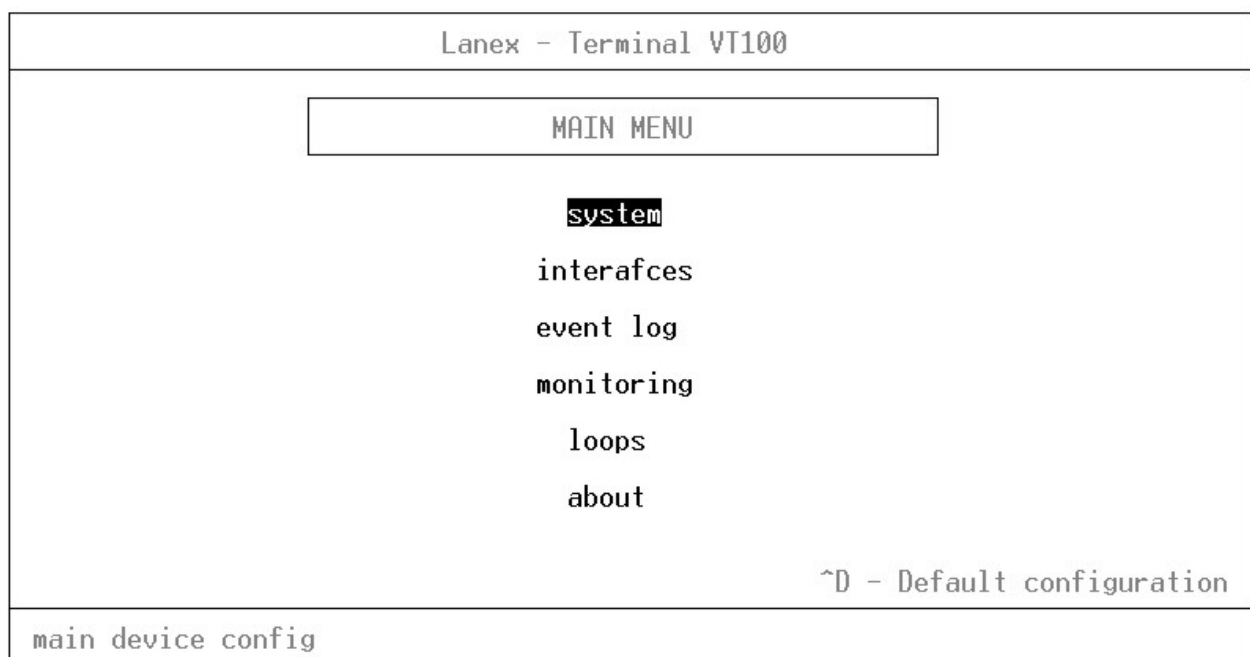 Lanex - Terminal VT100
MAIN MENU
system
interafces
event log
monitoring
loops
about
^D - Default configuration
main device config